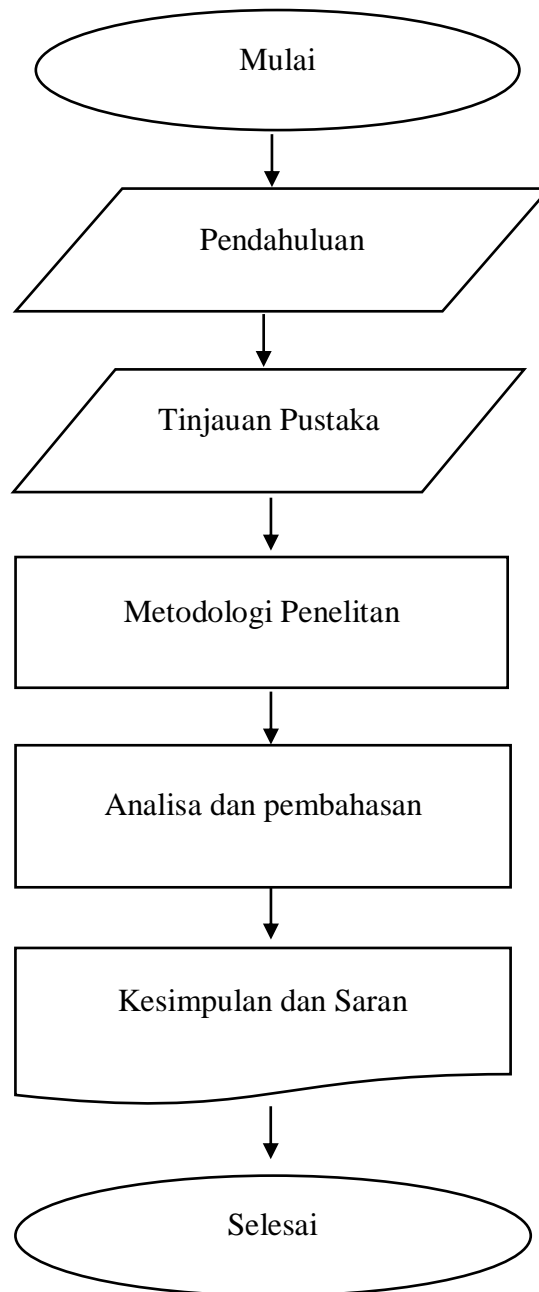 Mulai
Pendahuluan
Tinjauan Pustaka
Metodologi Penelitan
Analisa dan pembahasan
Kesimpulan dan Saran
Selesai